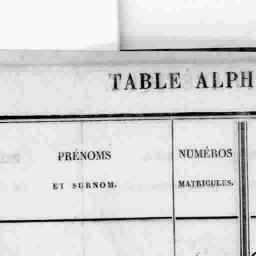 TABLE ALPH
PRÉNOMS
ET SURNOM.
NUMÉROS
MATRICULES.